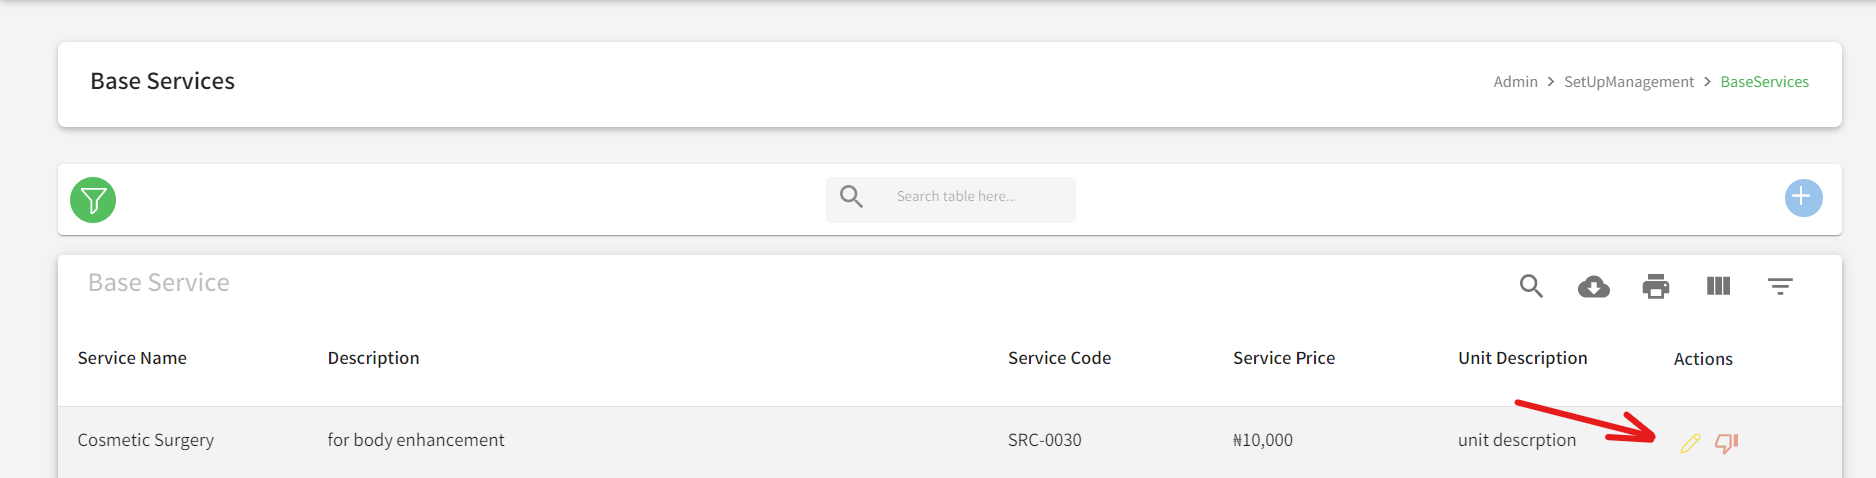 Base Services
Admin > SetUpManagement > BaseServices
Search table here...
Base Service
Service Name Description Service Code Service Price Unit Description Actions
Cosmetic Surgery for body enhancement SRC-0030 ₦10,000 unit descrption